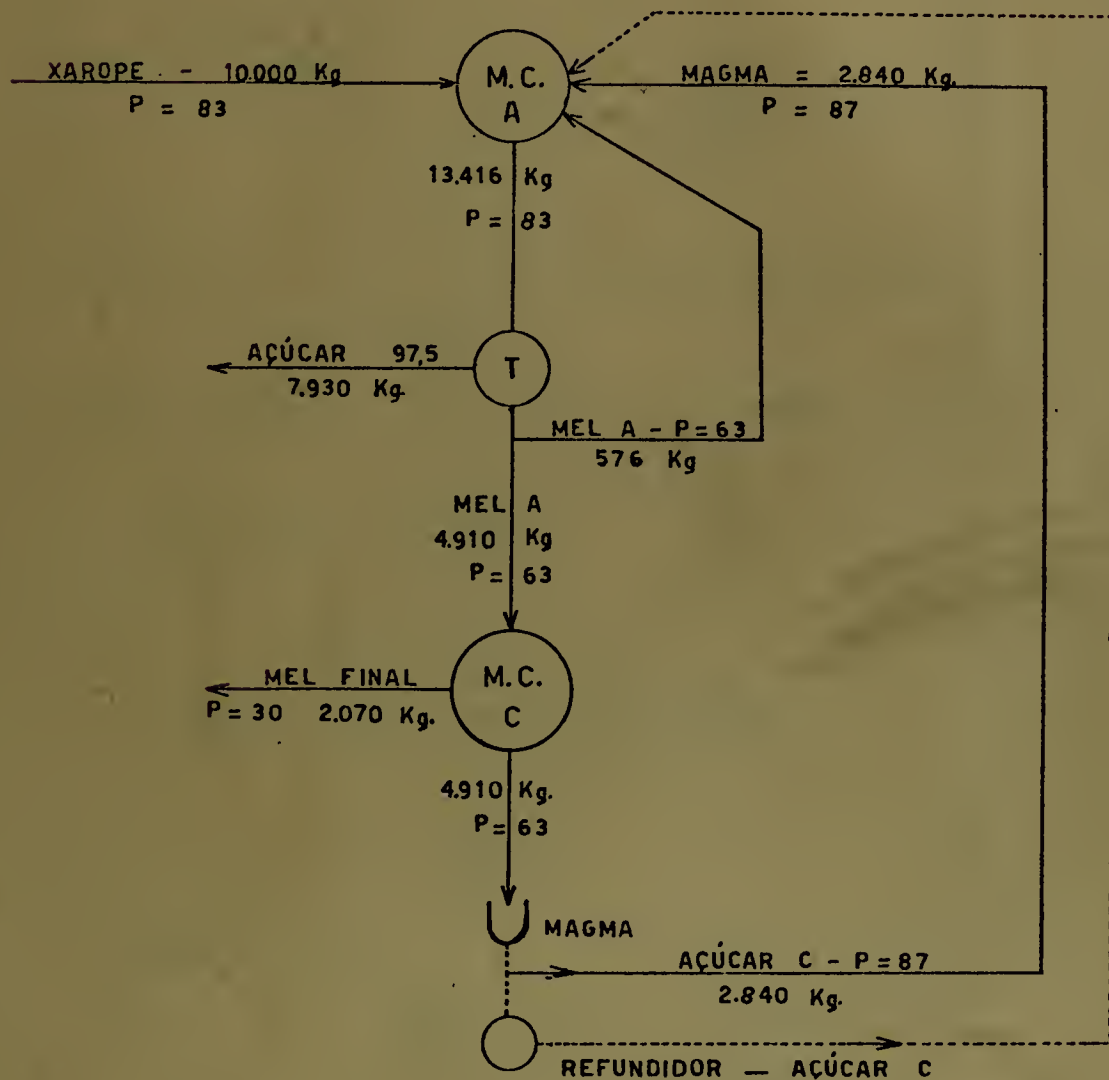 XAROPE - 10.000 Kg
P = 83
M. C.
A
MAGMA = 2.840 Kg.
P = 87
13.416 Kg
P = 83
AÇÚCAR 97,5
7.930 Kg.
T
MEL A - P = 63
576 Kg
MEL A
4.910 Kg
P = 63
MEL FINAL
P = 30 2.070 Kg.
M. C.
C
4.910 Kg.
P = 63
MAGMA
AÇÚCAR C - P = 87
2.840 Kg.
REFUNDIDOR — AÇÚCAR C